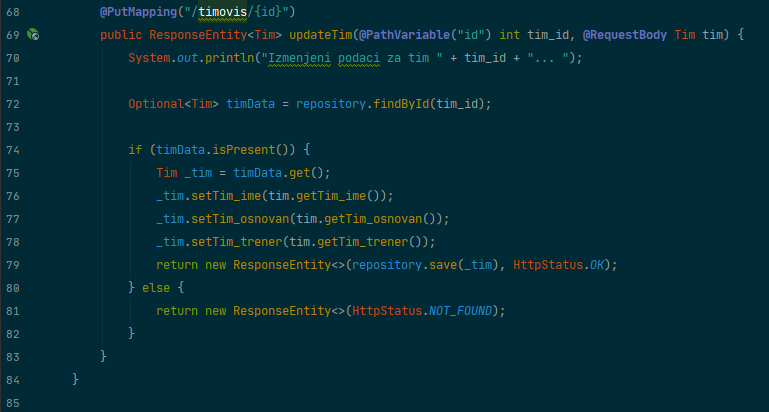 68 @PutMapping("/timovis/{id}")
69 public ResponseEntity<Tim> updateTim(@PathVariable("id") int tim_id, @RequestBody Tim tim) {
70 System.out.println("Izmenjeni podaci za tim " + tim_id + "... ");
71
72 Optional<Tim> timData = repository.findById(tim_id);
73
74 if (timData.isPresent()) {
75 Tim _tim = timData.get();
76 _tim.setTim_ime(tim.getTim_ime());
77 _tim.setTim_osnovan(tim.getTim_osnovan());
78 _tim.setTim_trener(tim.getTim_trener());
79 return new ResponseEntity<>(repository.save(_tim), HttpStatus.OK);
80 } else {
81 return new ResponseEntity<>(HttpStatus.NOT_FOUND);
82 }
83 }
84 }
85